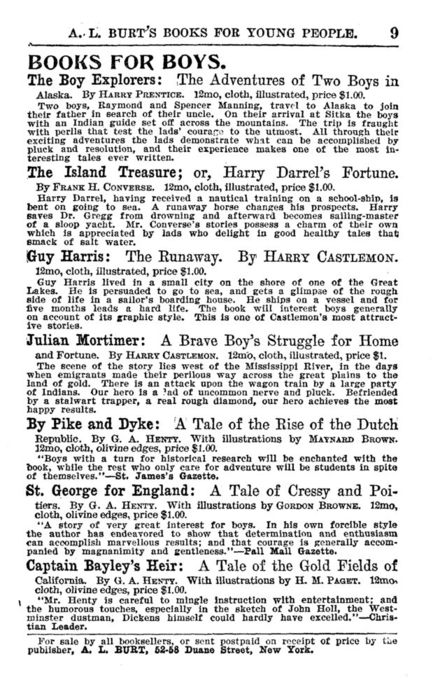 A. L. BURT'S BOOKS FOR YOUNG PEOPLE. 9
BOOKS FOR BOYS.
The Boy Explorers: The Adventures of Two Boys in
Alaska. By HARRY PRENTICE. 12mo, cloth, illustrated, price $1.00.
Two boys, Raymond and Spencer Manning, travel to Alaska to join
their father in search of their uncle. On their arrival at Sitka the boys
with an Indian guide set off across the mountains. The trip is fraught
with perils that test the lads' courage to the utmost. All through their
exciting adventures the lads demonstrate what can be accomplished by
pluck and resolution, and their experience makes one of the most in-
teresting tales ever written.
The Island Treasure; or, Harry Darrel's Fortune.
By FRANK H. CONVERSE. 12mo, cloth, illustrated, price $1.00.
Harry Darrel, having received a nautical training on a school-ship, is
bent on going to sea. A runaway horse changes his prospects. Harry
saves Dr. Gregg from drowning and afterward becomes sailing-master
of a sloop yacht. Mr. Converse's stories possess a charm of their own
which is appreciated by lads who delight in good healthy tales that
smack of salt water.
Guy Harris: The Runaway. By HARRY CASTLEMON.
12mo, cloth, illustrated, price $1.00.
Guy Harris lived in a small city on the shore of one of the Great
Lakes. He is persuaded to go to sea, and gets a glimpse of the rough
side of life in a sailor's boarding house. He ships on a vessel and for
five months leads a hard life. The book will interest boys generally
on account of its graphic style. This is one of Castlemon's most attract-
ive stories.
Julian Mortimer: A Brave Boy's Struggle for Home
and Fortune. By HARRY CASTLEMON. 12mo, cloth, illustrated, price $1.
The scene of the story lies west of the Mississippi River, in the days
when emigrants made their perilous way across the great plains to the
land of gold. There is an attack upon the wagon train by a large party
of Indians. Our hero is a lad of uncommon nerve and pluck. Befriended
by a stalwart trapper, a real rough diamond, our hero achieves the most
happy results.
By Pike and Dyke: A Tale of the Rise of the Dutch
Republic. By G. A. HENTY. With illustrations by MAYNARD BROWN.
12mo, cloth, olivine edges, price $1.00.
"Boys with a turn for historical research will be enchanted with the
book, while the rest who only care for adventure will be students in spite
of themselves."—St. James's Gazette.
St. George for England: A Tale of Cressy and Poi-
tiers. By G. A. HENTY. With illustrations by GORDON BROWNE. 12mo,
cloth, olivine edges, price $1.00.
"A story of very great interest for boys. In his own forcible style
the author has endeavored to show that determination and enthusiasm
can accomplish marvellous results; and that courage is generally accom-
panied by magnanimity and gentleness."—Pall Mall Gazette.
Captain Bayley's Heir: A Tale of the Gold Fields of
California. By G. A. HENTY. With illustrations by H. M. PAGET. 12mo,
cloth, olivine edges, price $1.00.
"Mr. Henty is careful to mingle instruction with entertainment; and
the humorous touches, especially in the sketch of John Holl, the West-
minster dustman, Dickens himself could hardly have excelled."—Chris-
tian Leader.
For sale by all booksellers, or sent postpaid on receipt of price by the
publisher, A. L. BURT, 52-58 Duane Street, New York.